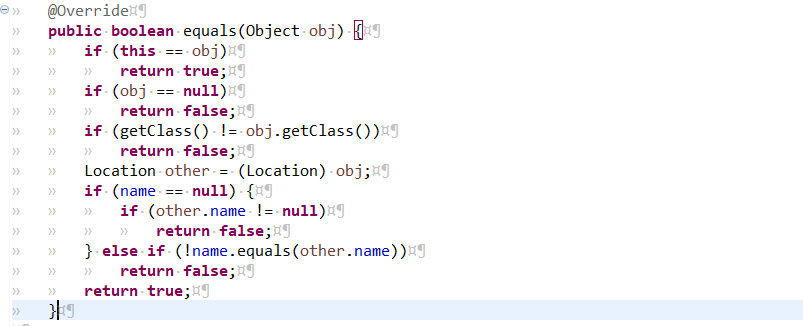 @Override¤¶
» public·boolean·equals(Object·obj)·{¤¶
» » if·(this·==·obj)¤¶
» » » return·true;¤¶
» » if·(obj·==·null)¤¶
» » » return·false;¤¶
» » if·(getClass()·!=·obj.getClass())¤¶
» » » return·false;¤¶
» » Location·other·=·(Location)·obj;¤¶
» » if·(name·==·null)·{¤¶
» » » if·(other.name·!=·null)¤¶
» » » » return·false;¤¶
» » }·else·if·(!name.equals(other.name))¤¶
» » » return·false;¤¶
» » return·true;¤¶
» }¤¶